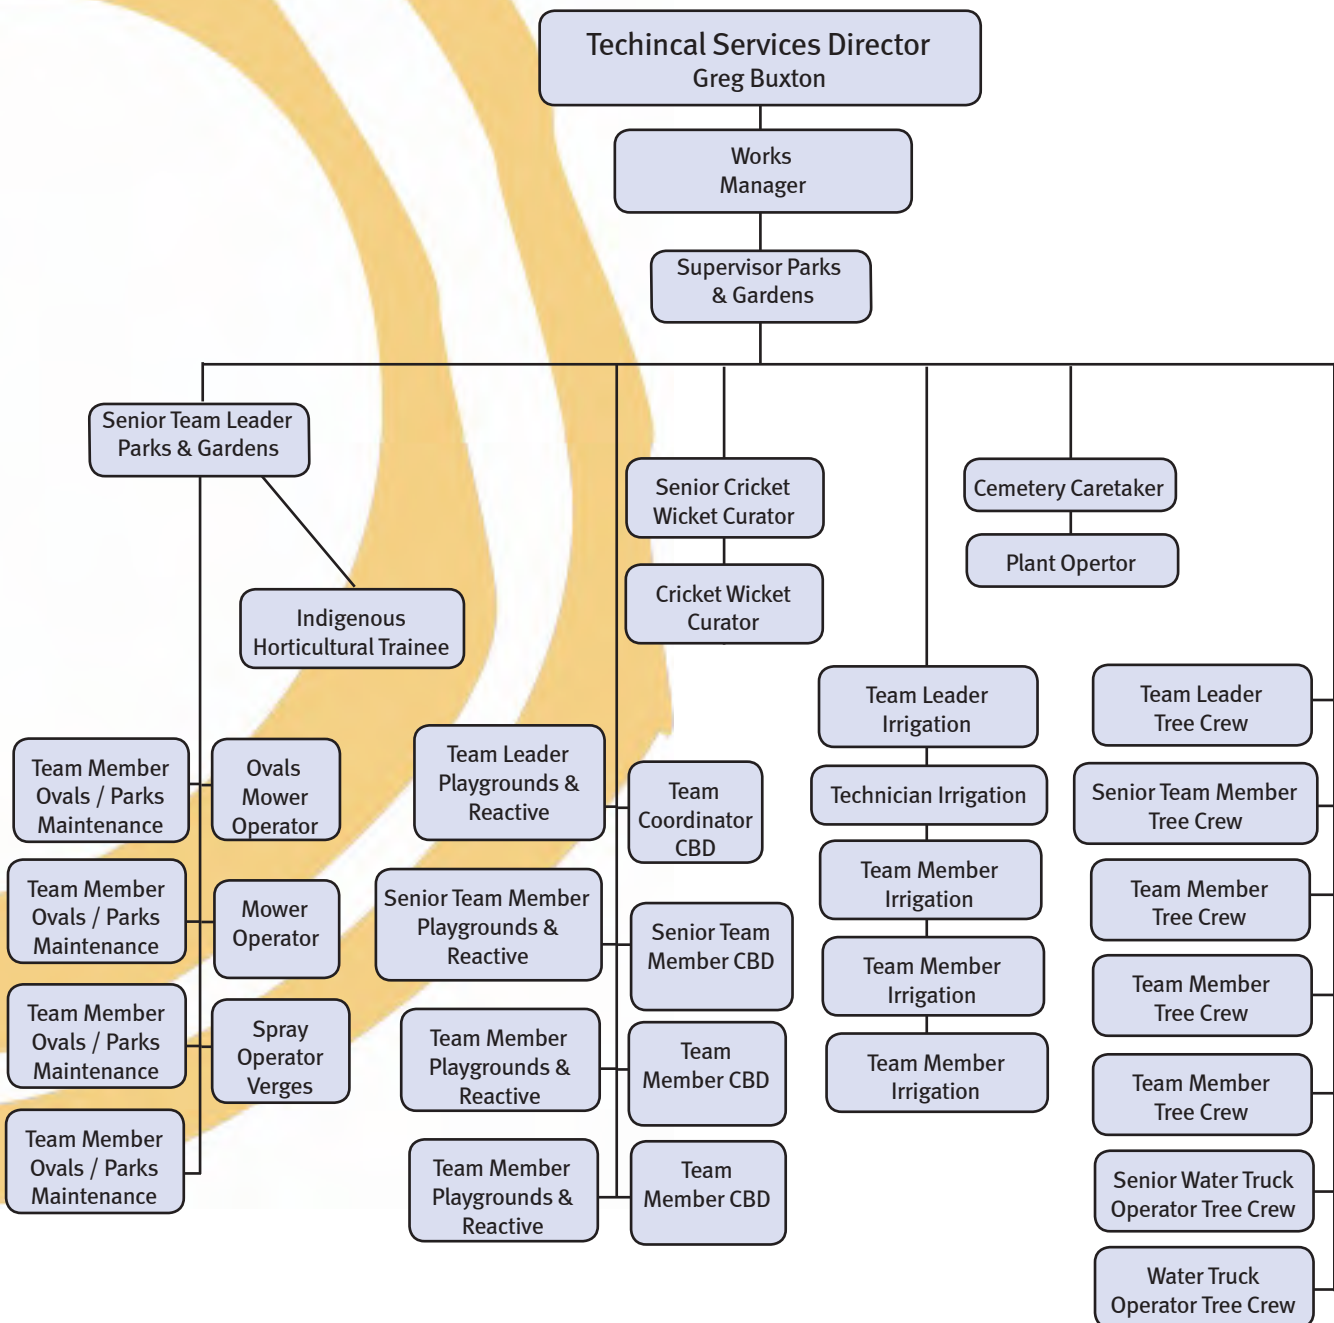 Techincal Services Director
Greg Buxton
Works
Manager
Supervisor Parks
& Gardens
Senior Team Leader
Parks & Gardens
Indigenous
Horticultural Trainee
Team Member
Ovals / Parks
Maintenance
Ovals
Mower
Operator
Team Member
Ovals / Parks
Maintenance
Mower
Operator
Team Member
Ovals / Parks
Maintenance
Spray
Operator
Verges
Team Member
Ovals / Parks
Maintenance
Team Leader
Playgrounds &
Reactive
Team
Coordinator
CBD
Senior Team Member
Playgrounds &
Reactive
Senior Team
Member CBD
Team Member
Playgrounds &
Reactive
Team
Member CBD
Team Member
Playgrounds &
Reactive
Team
Member CBD
Senior Cricket
Wicket Curator
Cricket Wicket
Curator
Team Leader
Irrigation
Technician Irrigation
Team Member
Irrigation
Team Member
Irrigation
Team Member
Irrigation
Cemetery Caretaker
Plant Opertor
Team Leader
Tree Crew
Senior Team Member
Tree Crew
Team Member
Tree Crew
Team Member
Tree Crew
Team Member
Tree Crew
Senior Water Truck
Operator Tree Crew
Water Truck
Operator Tree Crew